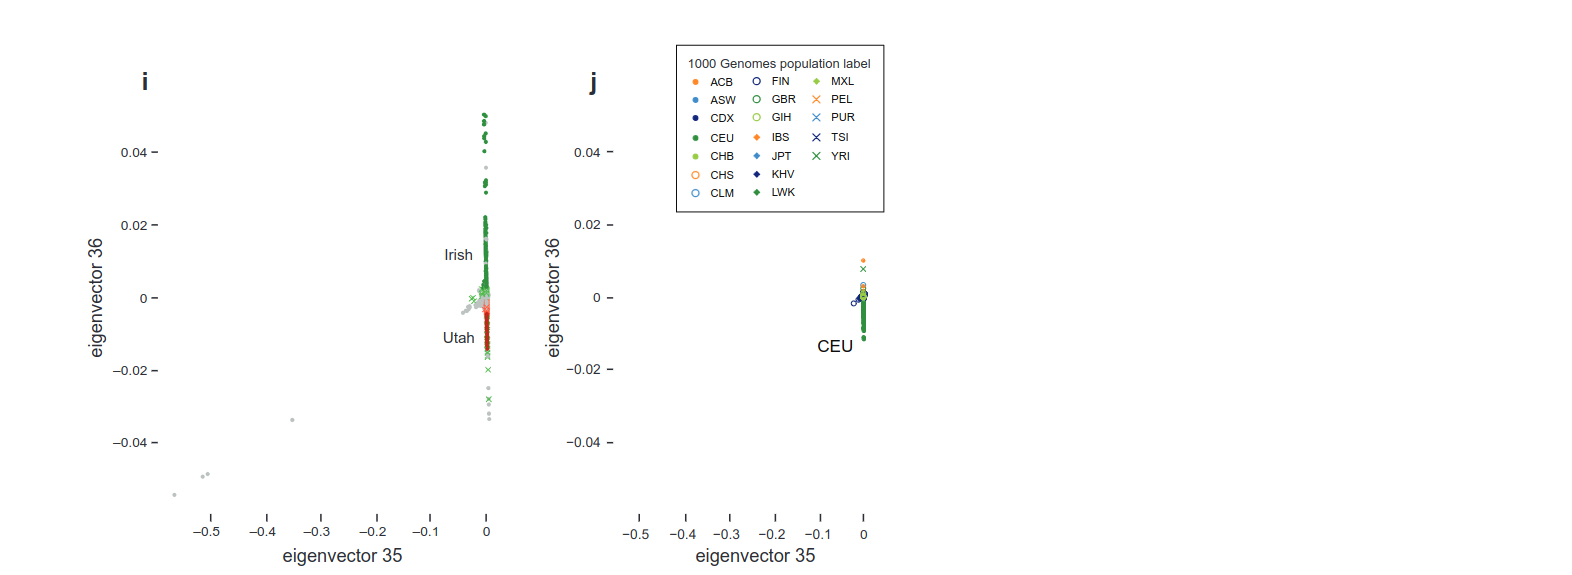 i
0.04
0.02
0
–0.02
–0.04
eigenvector 36
Irish
Utah
–0.5
–0.4
–0.3
–0.2
–0.1
0
eigenvector 35
j
1000 Genomes population label
ACB FIN MXL
ASW GBR PEL
CDX GIH PUR
CEU IBS TSI
CHB JPT YRI
CHS KHV
CLM LWK
0.04
0.02
0
−0.02
−0.04
eigenvector 36
CEU
−0.5
−0.4
−0.3
−0.2
−0.1
0
eigenvector 35